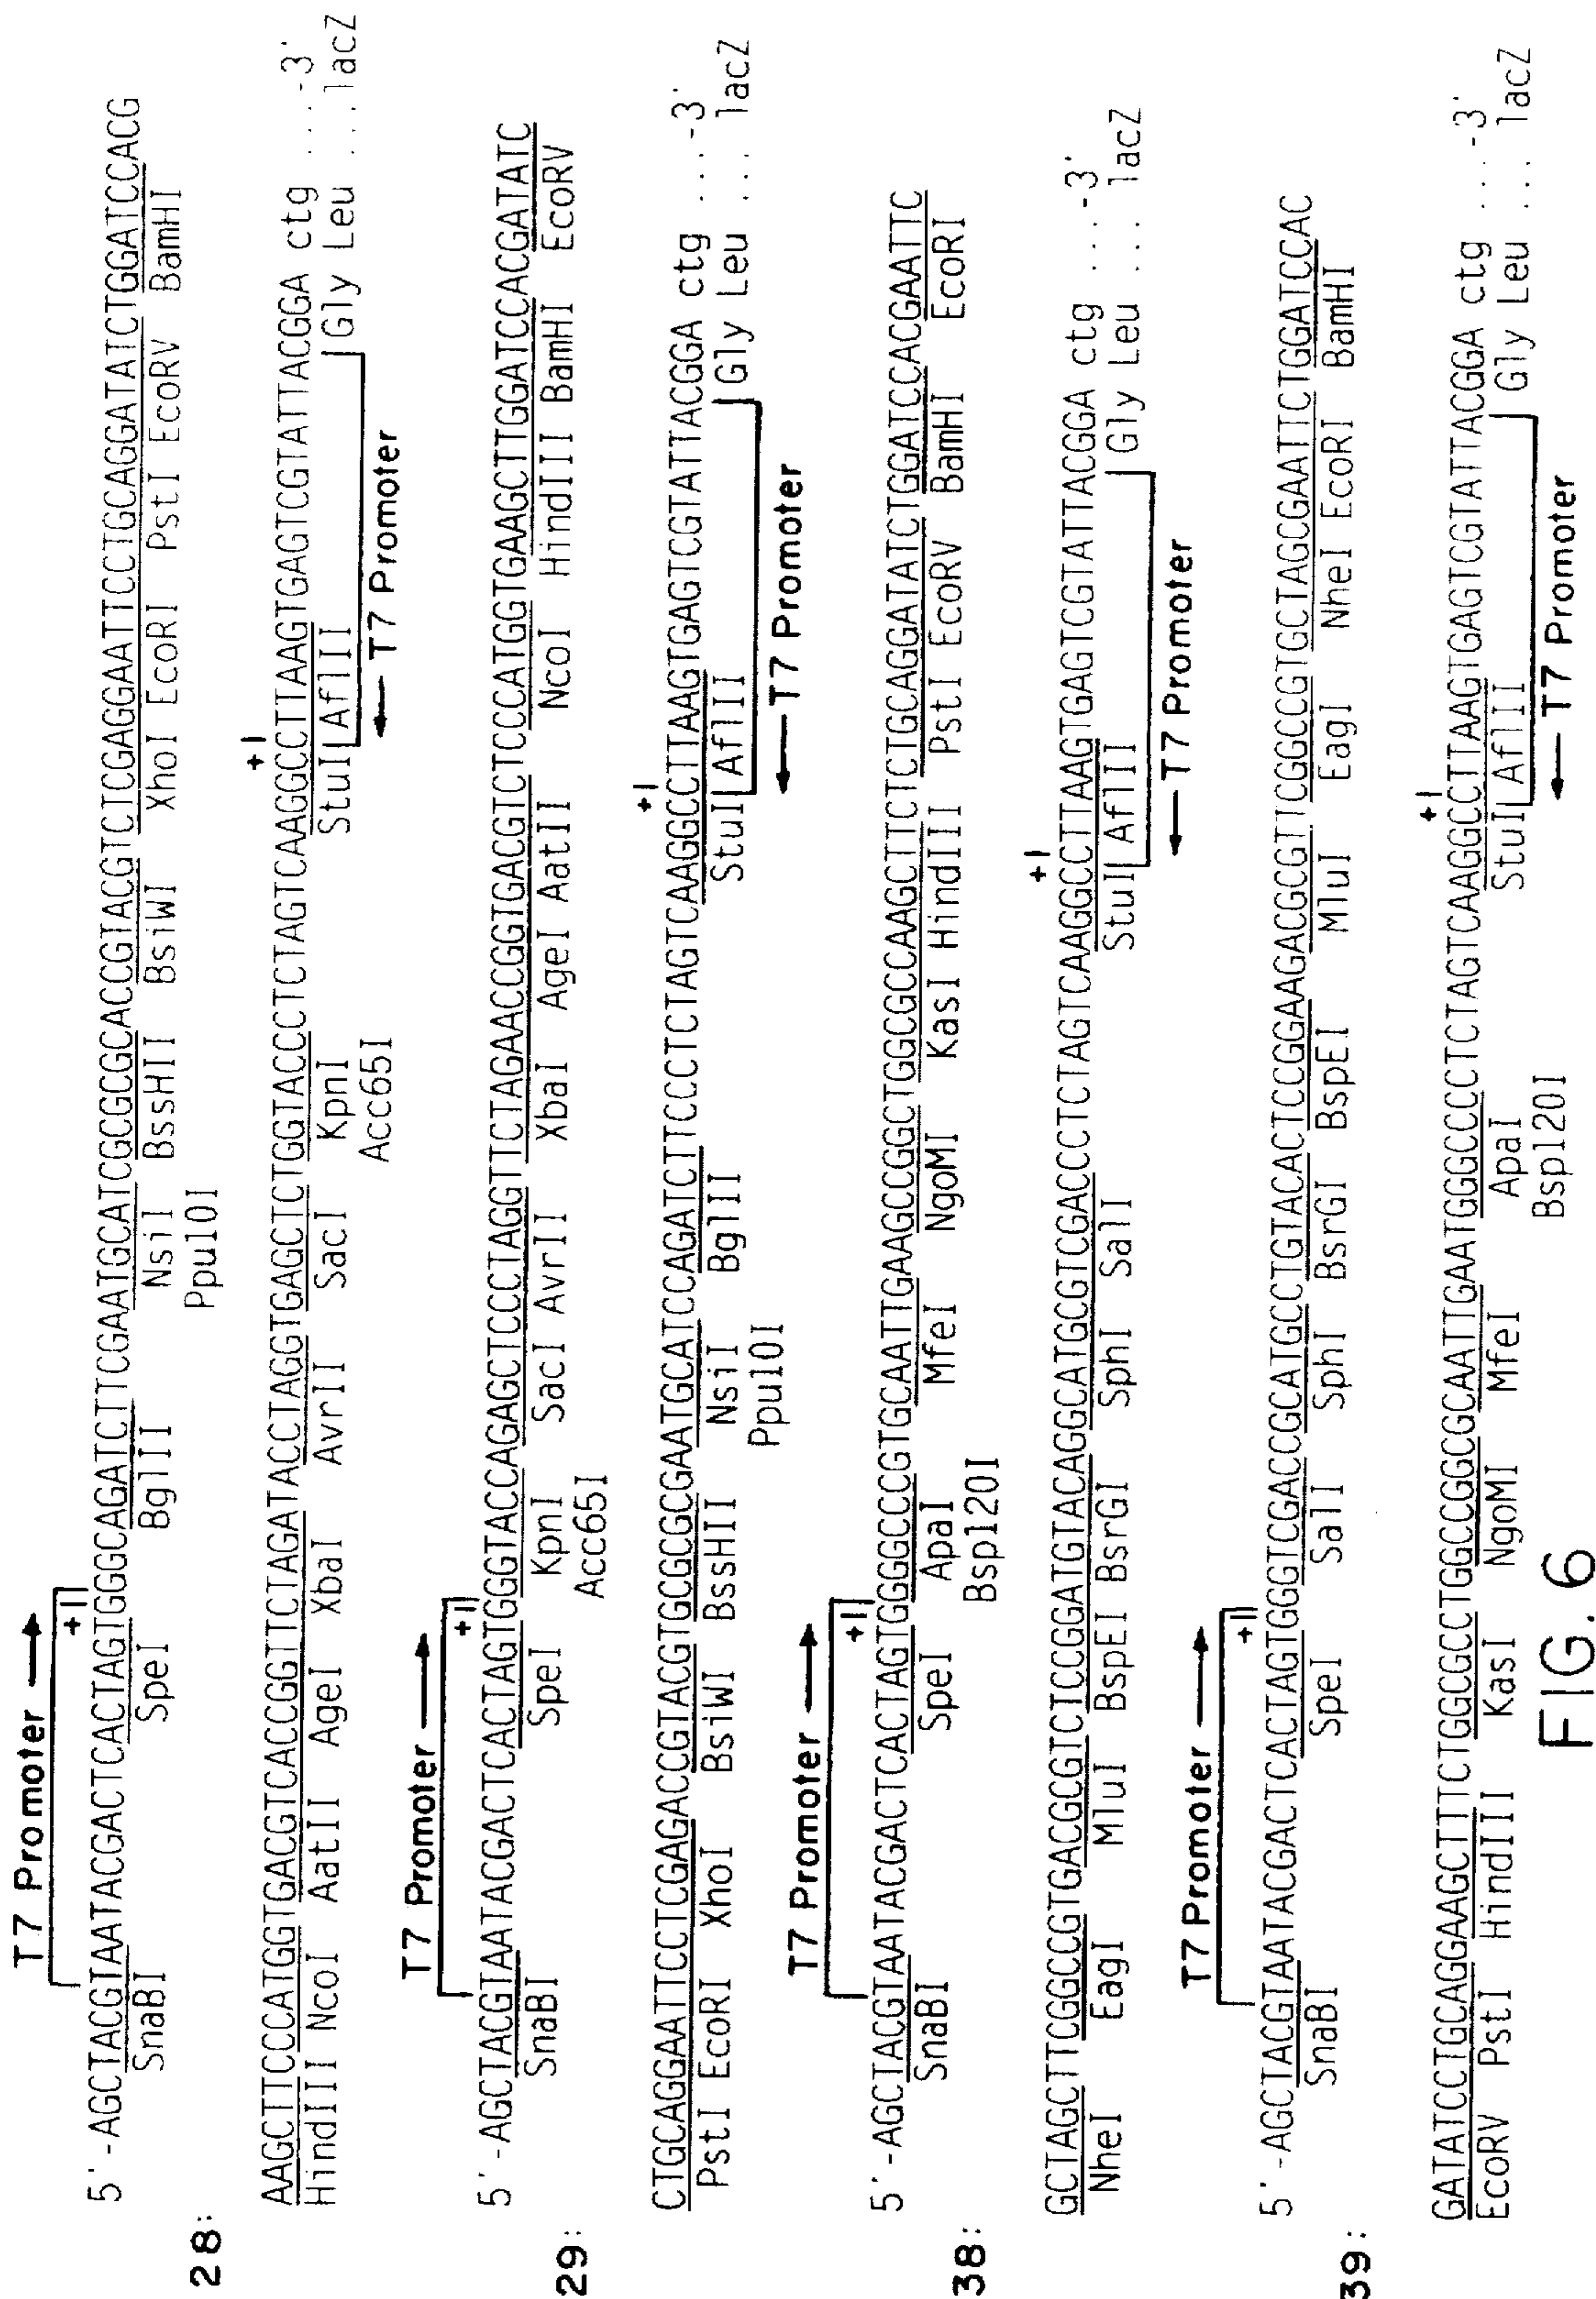 T7 Promoter →
+1
5'-AGCTACGTAATACGACTCACTAGTGGGCAGATCTTCGAATGCATCGCGCGCACCGTACGTCTCGAGGAATTCCTGCAGGATATCTGGATCCACG
SnaBI SpeI BglII NsiI BssHII BsiWI XhoI EcoRI PstI EcoRV BamHI
Ppu10I
28:
+1
AAGCTTCCCATGGTGACGTCACCGGTTCTAGATACCTAGGTGAGCTCTGGTACCCTCTAGTCAAGGCCTTAAGTGAGTCGTATTACGGA ctg ...-3'
HindIII NcoI AatII AgeI XbaI AvrII SacI KpnI StuI AflII Gly Leu ...lacZ
Acc65I
← T7 Promoter
T7 Promoter →
+1
5'-AGCTACGTAATACGACTCACTAGTGGGTACCAGAGCTCCCTAGGTTCTAGAACCGGTGACGTCTCCCATGGTGAAGCTTGGATCCACGATATC
SnaBI SpeI KpnI SacI AvrII XbaI AgeI AatII NcoI HindIII BamHI EcoRV
Acc65I
29:
+1
CTGCAGGAATTCCTCGAGACCGTACGTGCGCGCGAATGCATCCAGATCTTCCCTCTAGTCAAGGCCTTAAGTGAGTCGTATTACGGA ctg ...-3'
PstI EcoRI XhoI BsiWI BssHII NsiI BglII StuI AflII Gly Leu ... lacZ
Ppu10I
← T7 Promoter
T7 Promoter →
+1
5'-AGCTACGTAATACGACTCACTAGTGGGCCCGTGCAATTGAAGCCGGCTGGCGCCAAGCTTCTCTGCAGGATATCTGGATCCACGAATTC
SnaBI SpeI ApaI MfeI NgoMI KasI HindIII PstI EcoRV BamHI EcoRI
Bsp120I
38:
+1
GCTAGCTTCGGCCGTGACGCGTCTCCGGATGTACAGGCATGCGTCGACCCTCTAGTCAAGGCCTTAAGTGAGTCGTATTACGGA ctg ...-3'
NheI EagI MluI BspEI BsrGI SphI SalI StuI AflII Gly Leu ... lacZ
← T7 Promoter
T7 Promoter →
+1
5'-AGCTACGTAATACGACTCACTAGTGGGTCGACCGCATGCCTGTACACTCCGGAAGACGCGTTCGGCCGTGCTAGCGAATTCTGGATCCAC
SnaBI SpeI SalI SphI BsrGI BspEI MluI EagI NheI EcoRI BamHI
39:
+1
GATATCCTGCAGGAAGCTTTCTGGCGCCTGGCCGGCGCAATTGAATGGGCCCCTCTAGTCAAGGCCTTAAGTGAGTCGTATTACGGA ctg ...-3'
EcoRV PstI HindIII KasI NgoMI MfeI ApaI StuI AflII Gly Leu ... lacZ
Bsp120I
← T7 Promoter
FIG. 6